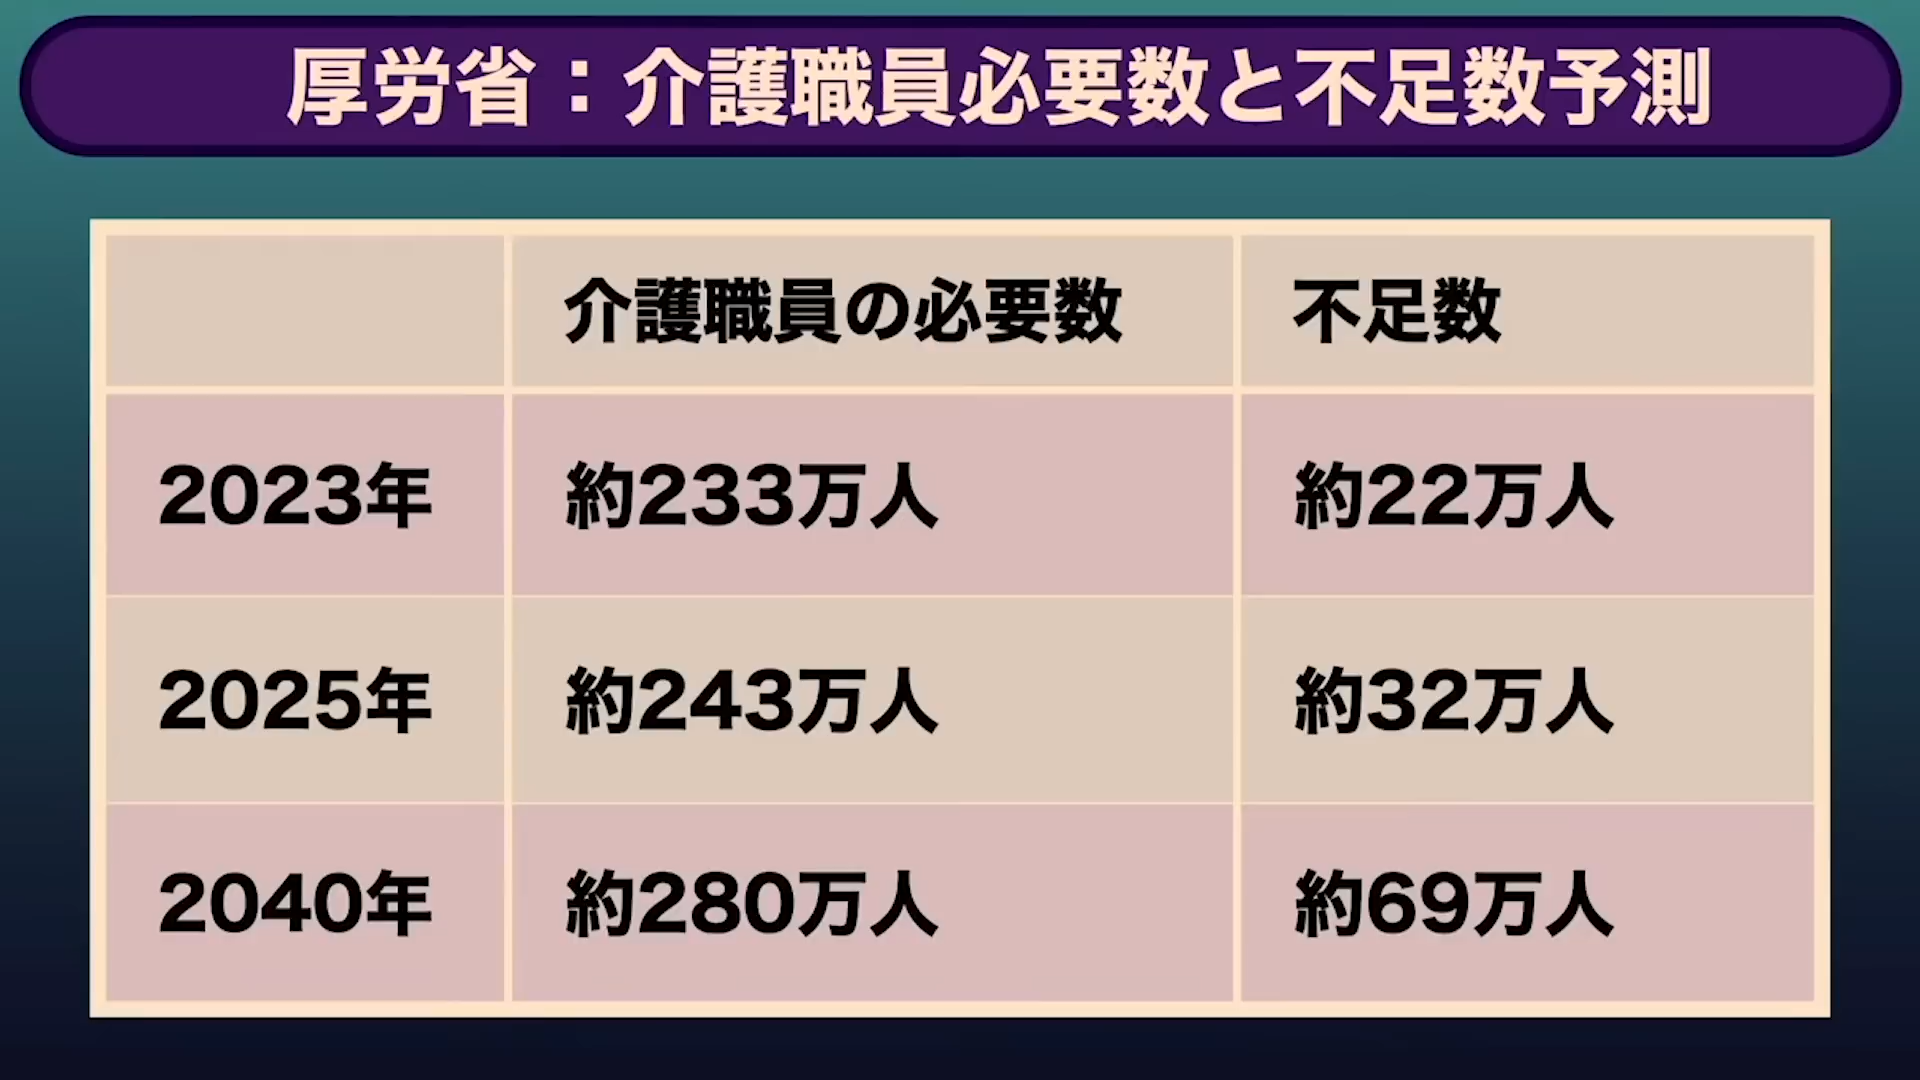 厚労省：介護職員必要数と不足数予測
介護職員の必要数 不足数
2023年 約233万人 約22万人
2025年 約243万人 約32万人
2040年 約280万人 約69万人